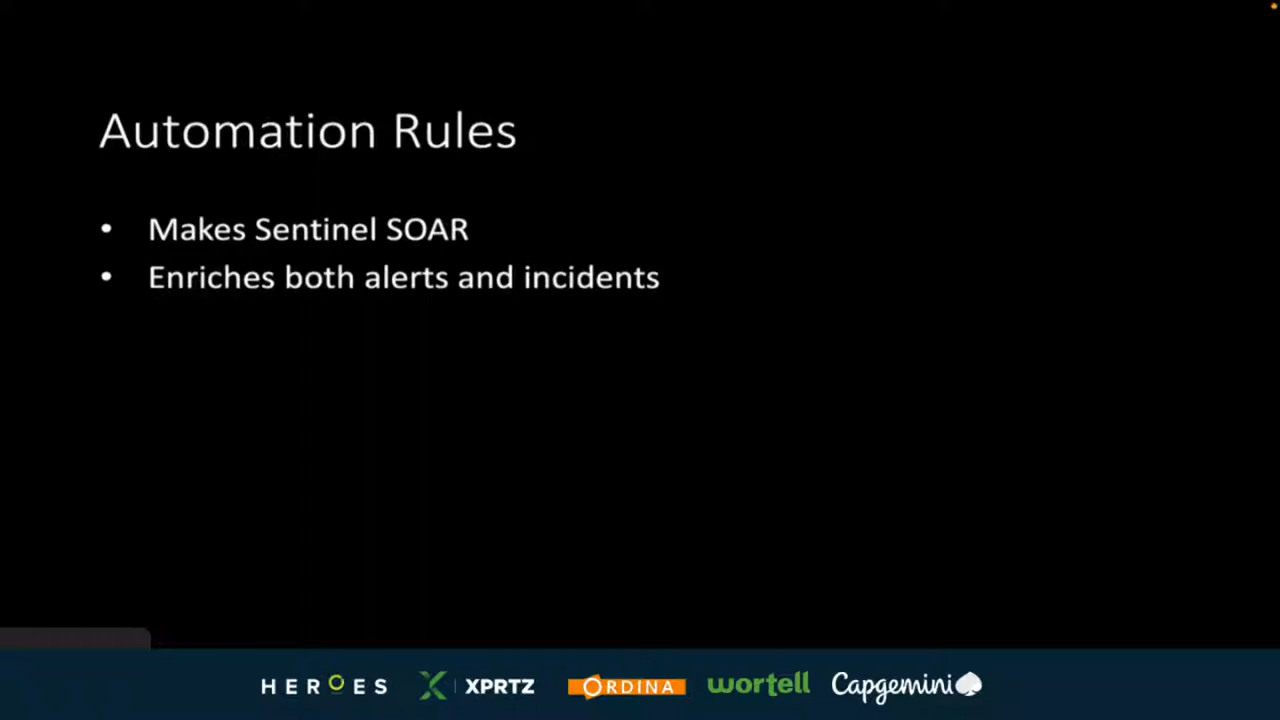 Automation Rules
• Makes Sentinel SOAR
• Enriches both alerts and incidents
HEROES XPRTZ ORDINA wortell Capgemini